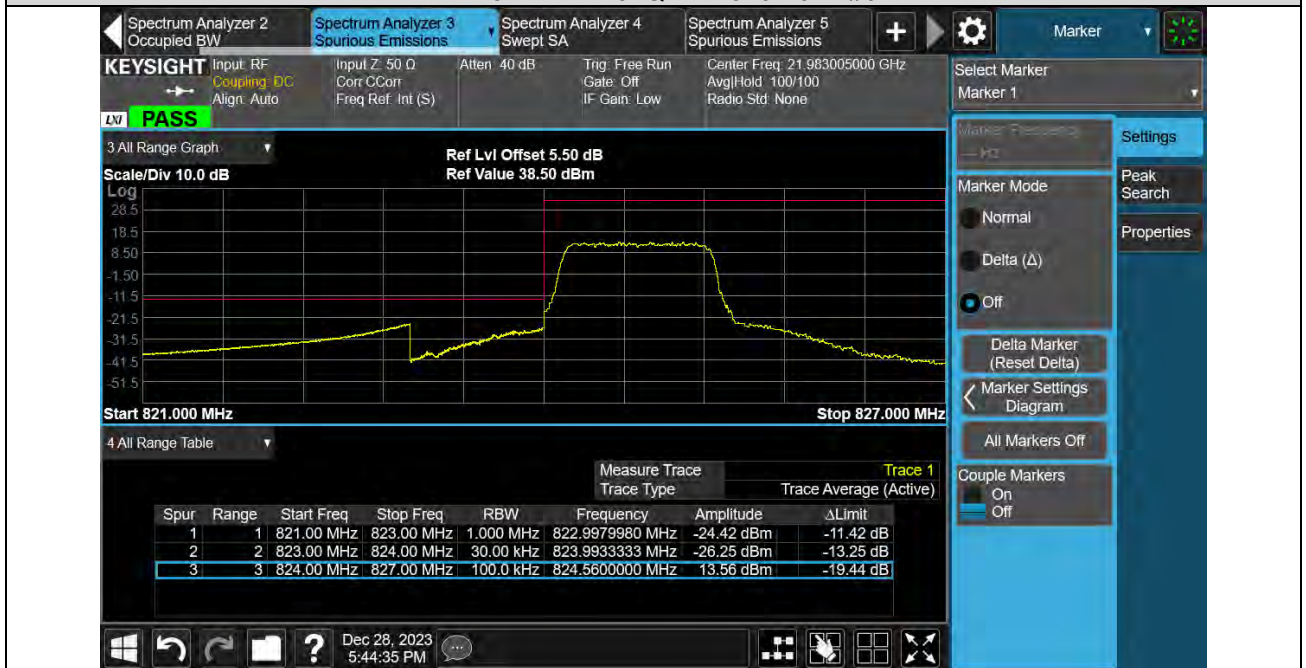 Spectrum Analyzer 2
Occupied BW
Spectrum Analyzer 3
Spurious Emissions
Spectrum Analyzer 4
Swept SA
Spectrum Analyzer 5
Spurious Emissions
Marker
KEYSIGHT
Input: RF
Coupling: DC
Align: Auto
Input Z: 50 Ω
Corr CCorr
Freq Ref: Int (S)
Atten: 40 dB
Trig: Free Run
Gate: Off
IF Gain: Low
Center Freq: 21.983005000 GHz
Avg|Hold: 100/100
Radio Std: None
LXI PASS
Select Marker
Marker 1
Marker Frequency
--- Hz
Settings
Peak
Search
Properties
Marker Mode
Normal
Delta (Δ)
Off
Delta Marker
(Reset Delta)
Marker Settings
Diagram
All Markers Off
Couple Markers
On
Off
3 All Range Graph
Scale/Div 10.0 dB
Ref Lvl Offset 5.50 dB
Ref Value 38.50 dBm
Log
28.5
18.5
8.50
-1.50
-11.5
-21.5
-31.5
-41.5
-51.5
Start 821.000 MHz
Stop 827.000 MHz
4 All Range Table
Measure Trace Trace 1
Trace Type Trace Average (Active)
Spur Range Start Freq Stop Freq RBW Frequency Amplitude ΔLimit
1 1 821.00 MHz 823.00 MHz 1.000 MHz 822.9979980 MHz -24.42 dBm -11.42 dB
2 2 823.00 MHz 824.00 MHz 30.00 kHz 823.9933333 MHz -26.25 dBm -13.25 dB
3 3 824.00 MHz 827.00 MHz 100.0 kHz 824.5600000 MHz 13.56 dBm -19.44 dB
Dec 28, 2023
5:44:35 PM